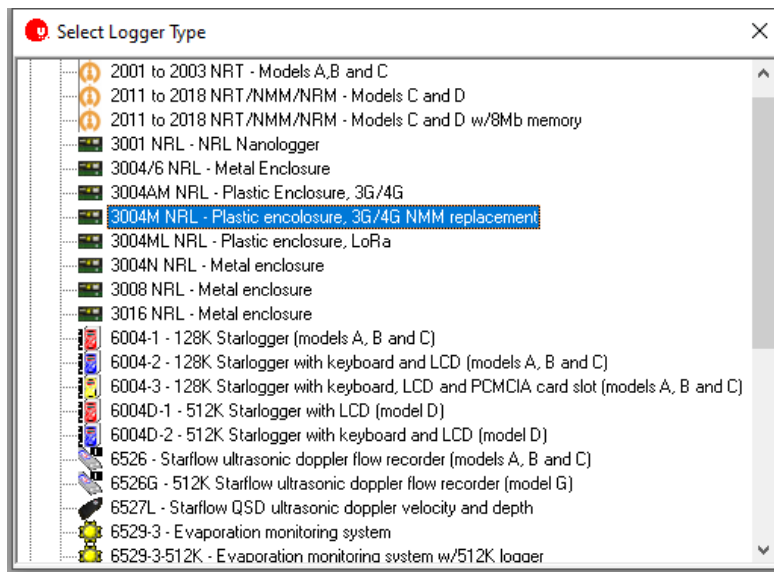 Select Logger Type
2001 to 2003 NRT - Models A,B and C
2011 to 2018 NRT/NMM/NRM - Models C and D
2011 to 2018 NRT/NMM/NRM - Models C and D w/8Mb memory
3001 NRL - NRL Nanologger
3004/6 NRL - Metal Enclosure
3004AM NRL - Plastic Enclosure, 3G/4G
3004M NRL - Plastic encolosure, 3G/4G NMM replacement
3004ML NRL - Plastic enclosure, LoRa
3004N NRL - Metal enclosure
3008 NRL - Metal enclosure
3016 NRL - Metal enclosure
6004-1 - 128K Starlogger (models A, B and C)
6004-2 - 128K Starlogger with keyboard and LCD (models A, B and C)
6004-3 - 128K Starlogger with keyboard, LCD and PCMCIA card slot (models A, B and C)
6004D-1 - 512K Starlogger with LCD (model D)
6004D-2 - 512K Starlogger with keyboard and LCD (model D)
6526 - Starflow ultrasonic doppler flow recorder (models A, B and C)
6526G - 512K Starflow ultrasonic doppler flow recorder (model G)
6527L - Starflow QSD ultrasonic doppler velocity and depth
6529-3 - Evaporation monitoring system
6529-3-512K - Evaporation monitoring system w/512K logger